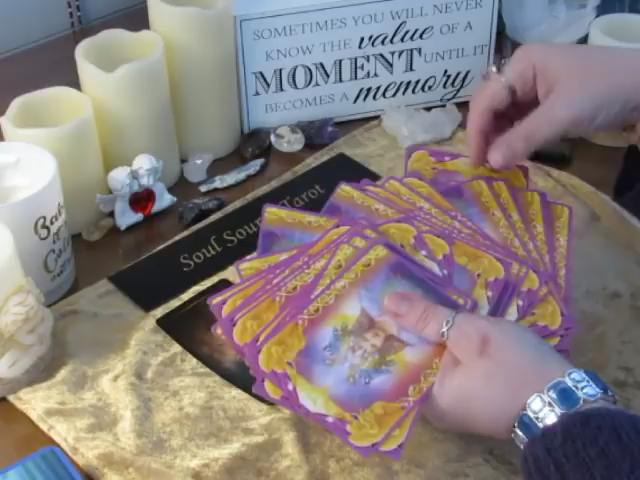 SOMETIMES YOU WILL NEVER
KNOW THE value OF A
MOMENT UNTIL IT
BECOMES A memory
Soul Sou Tarot